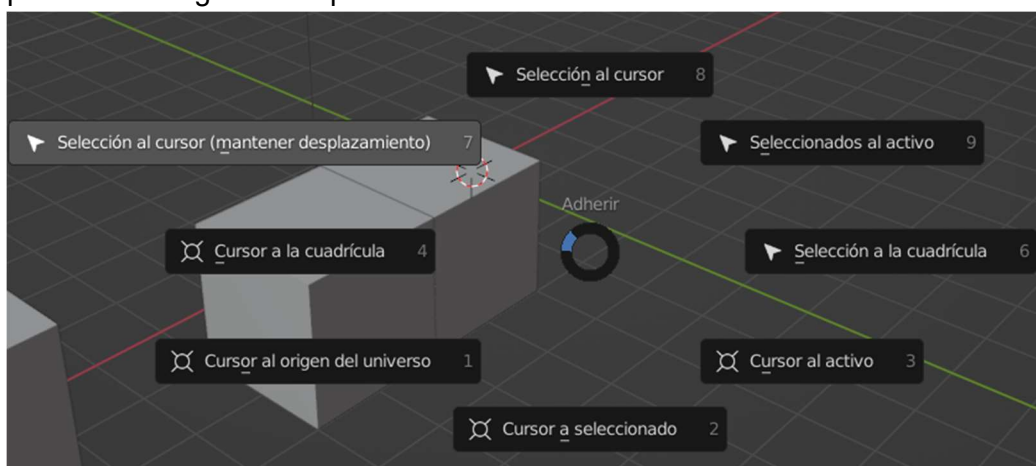 Selección al cursor 8
Selección al cursor (mantener desplazamiento) 7
Seleccionados al activo 9
Adherir
Cursor a la cuadrícula 4
Selección a la cuadrícula 6
Cursor al origen del universo 1
Cursor al activo 3
Cursor a seleccionado 2